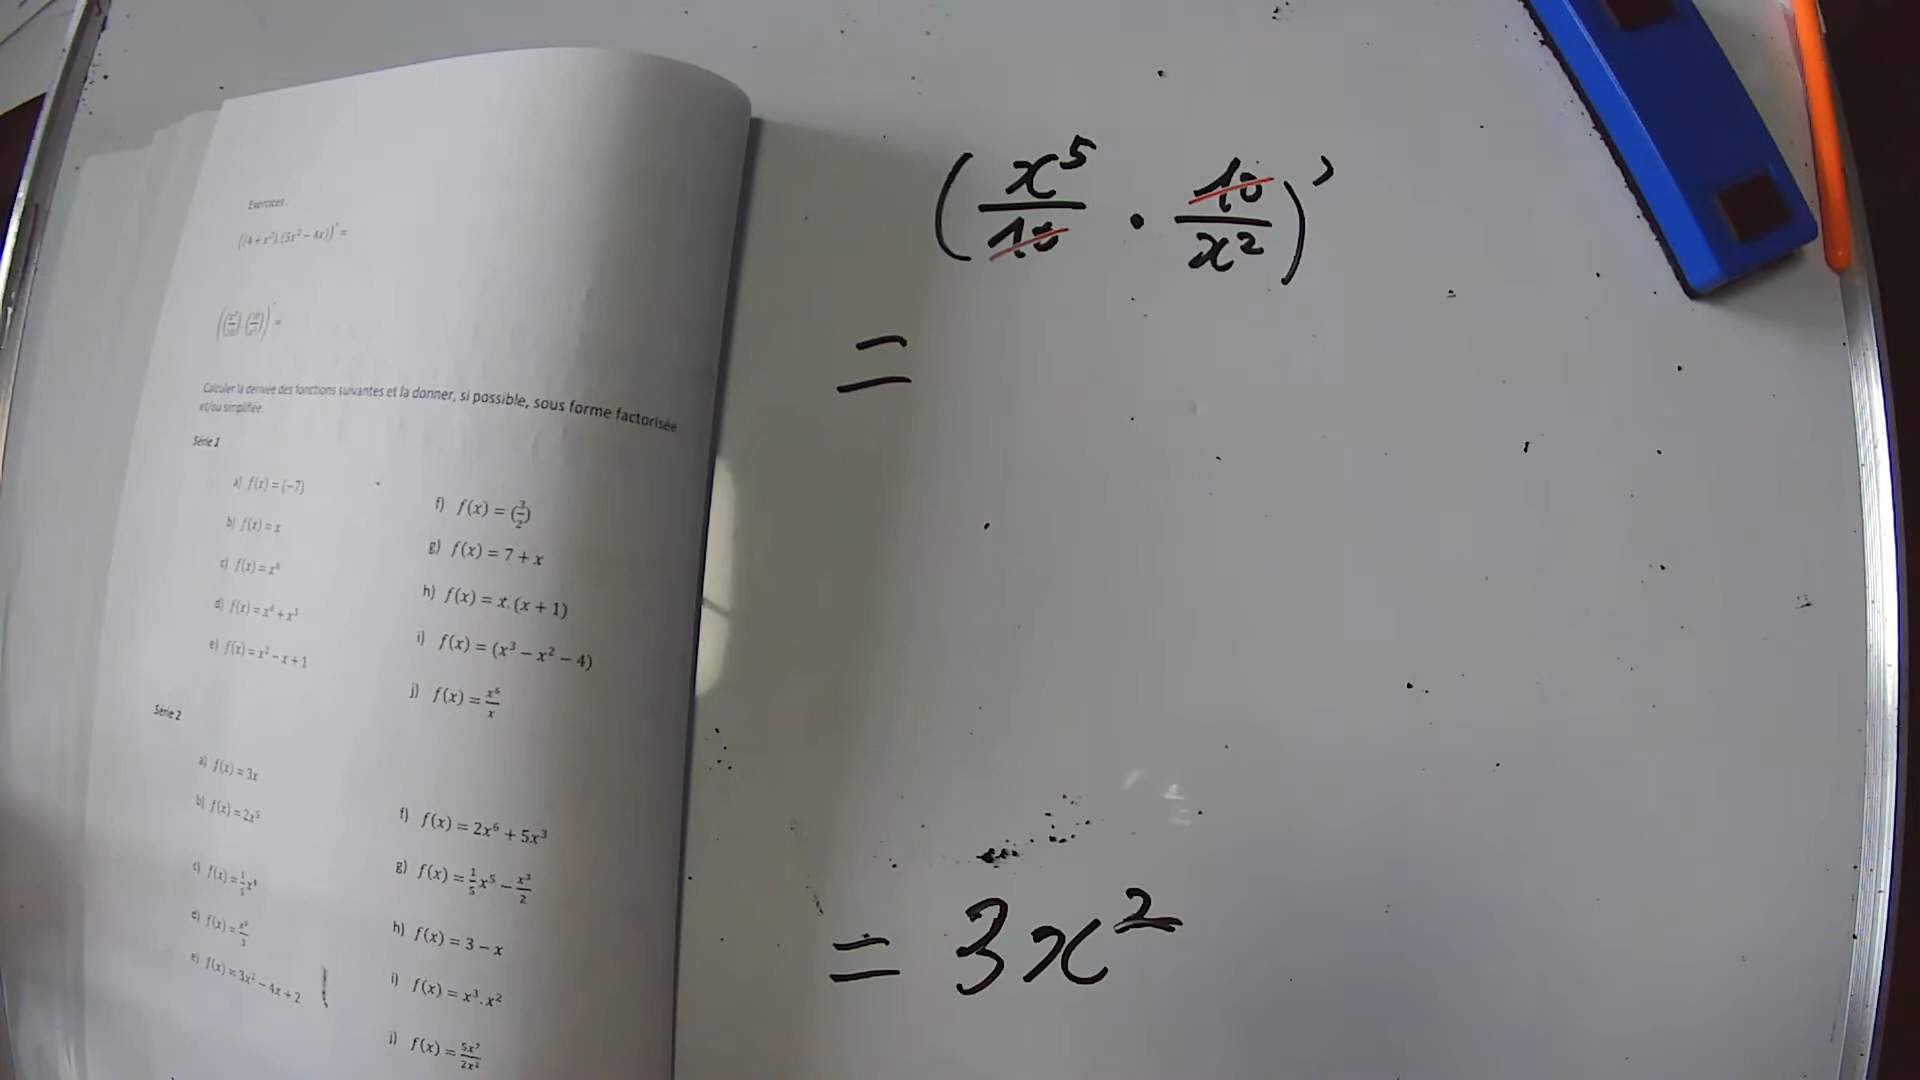 Exercices
((4+x²).(5x²−4x))' =
Calculer la dérivée des fonctions suivantes et la donner, si possible, sous forme factorisée
et/ou simplifiée.
Série 1
a) f(x) = (−7)
b) f(x) = x
c) f(x) = x⁶
d) f(x) = x⁴ + x³
e) f(x) = x² − x + 1
f) f(x) = (3/2)
g) f(x) = 7 + x
h) f(x) = x.(x + 1)
i) f(x) = (x³ − x² − 4)
j) f(x) = x⁶/x
Série 2
a) f(x) = 3x
b) f(x) = 2x⁵
c) f(x) = 1/5 x⁴
d) f(x) =
e) f(x) = 3x² − 4x + 2
f) f(x) = 2x⁶ + 5x³
g) f(x) = 1/5 x⁵ − x³/2
h) f(x) = 3 − x
i) f(x) = x³.x²
j) f(x) = 5x⁷/2x²
(x⁵/10 · 10/x²)'
=
= 3x²